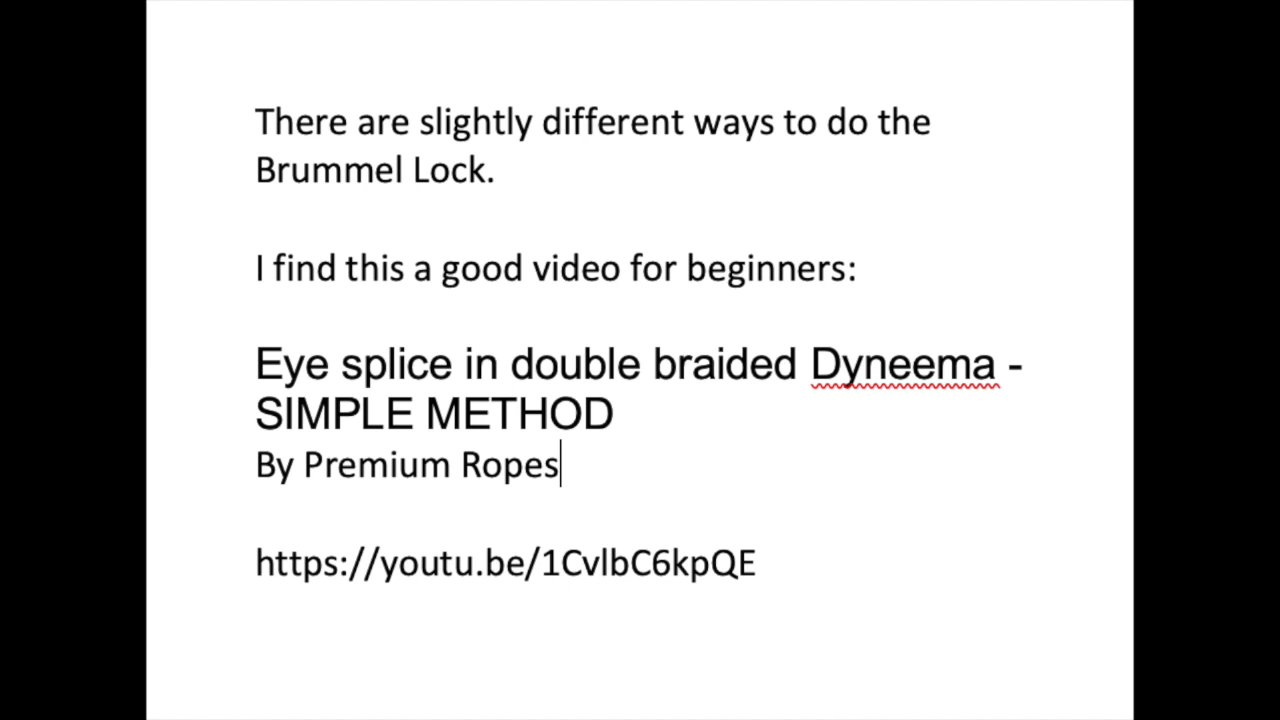 There are slightly different ways to do the
Brummel Lock.
I find this a good video for beginners:
Eye splice in double braided Dyneema -
SIMPLE METHOD
By Premium Ropes
https://youtu.be/1CvlbC6kpQE